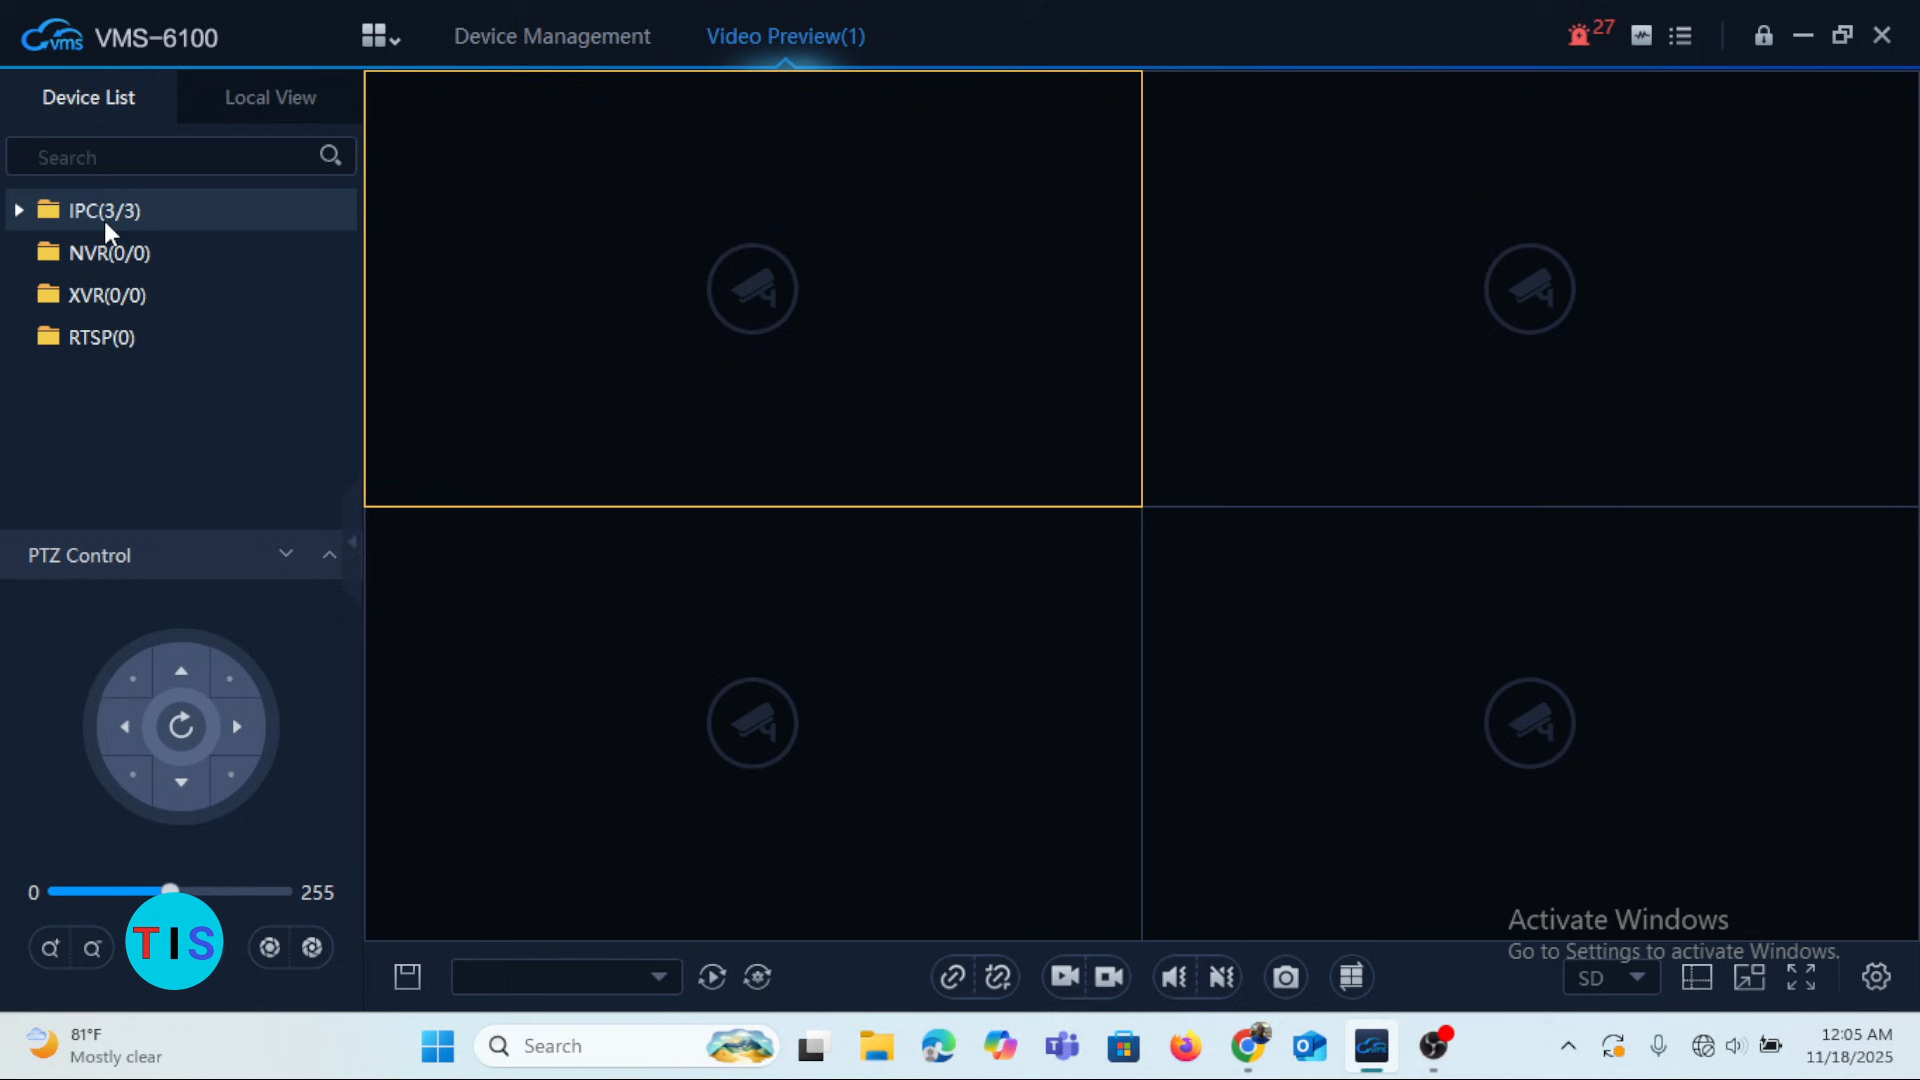 vms VMS-6100
Device Management
Video Preview(1)
27
Device List
Local View
Search
IPC(3/3)
NVR(0/0)
XVR(0/0)
RTSP(0)
PTZ Control
0
255
TIS
Activate Windows
Go to Settings to activate Windows.
SD
81°F
Mostly clear
Search
12:05 AM
11/18/2025